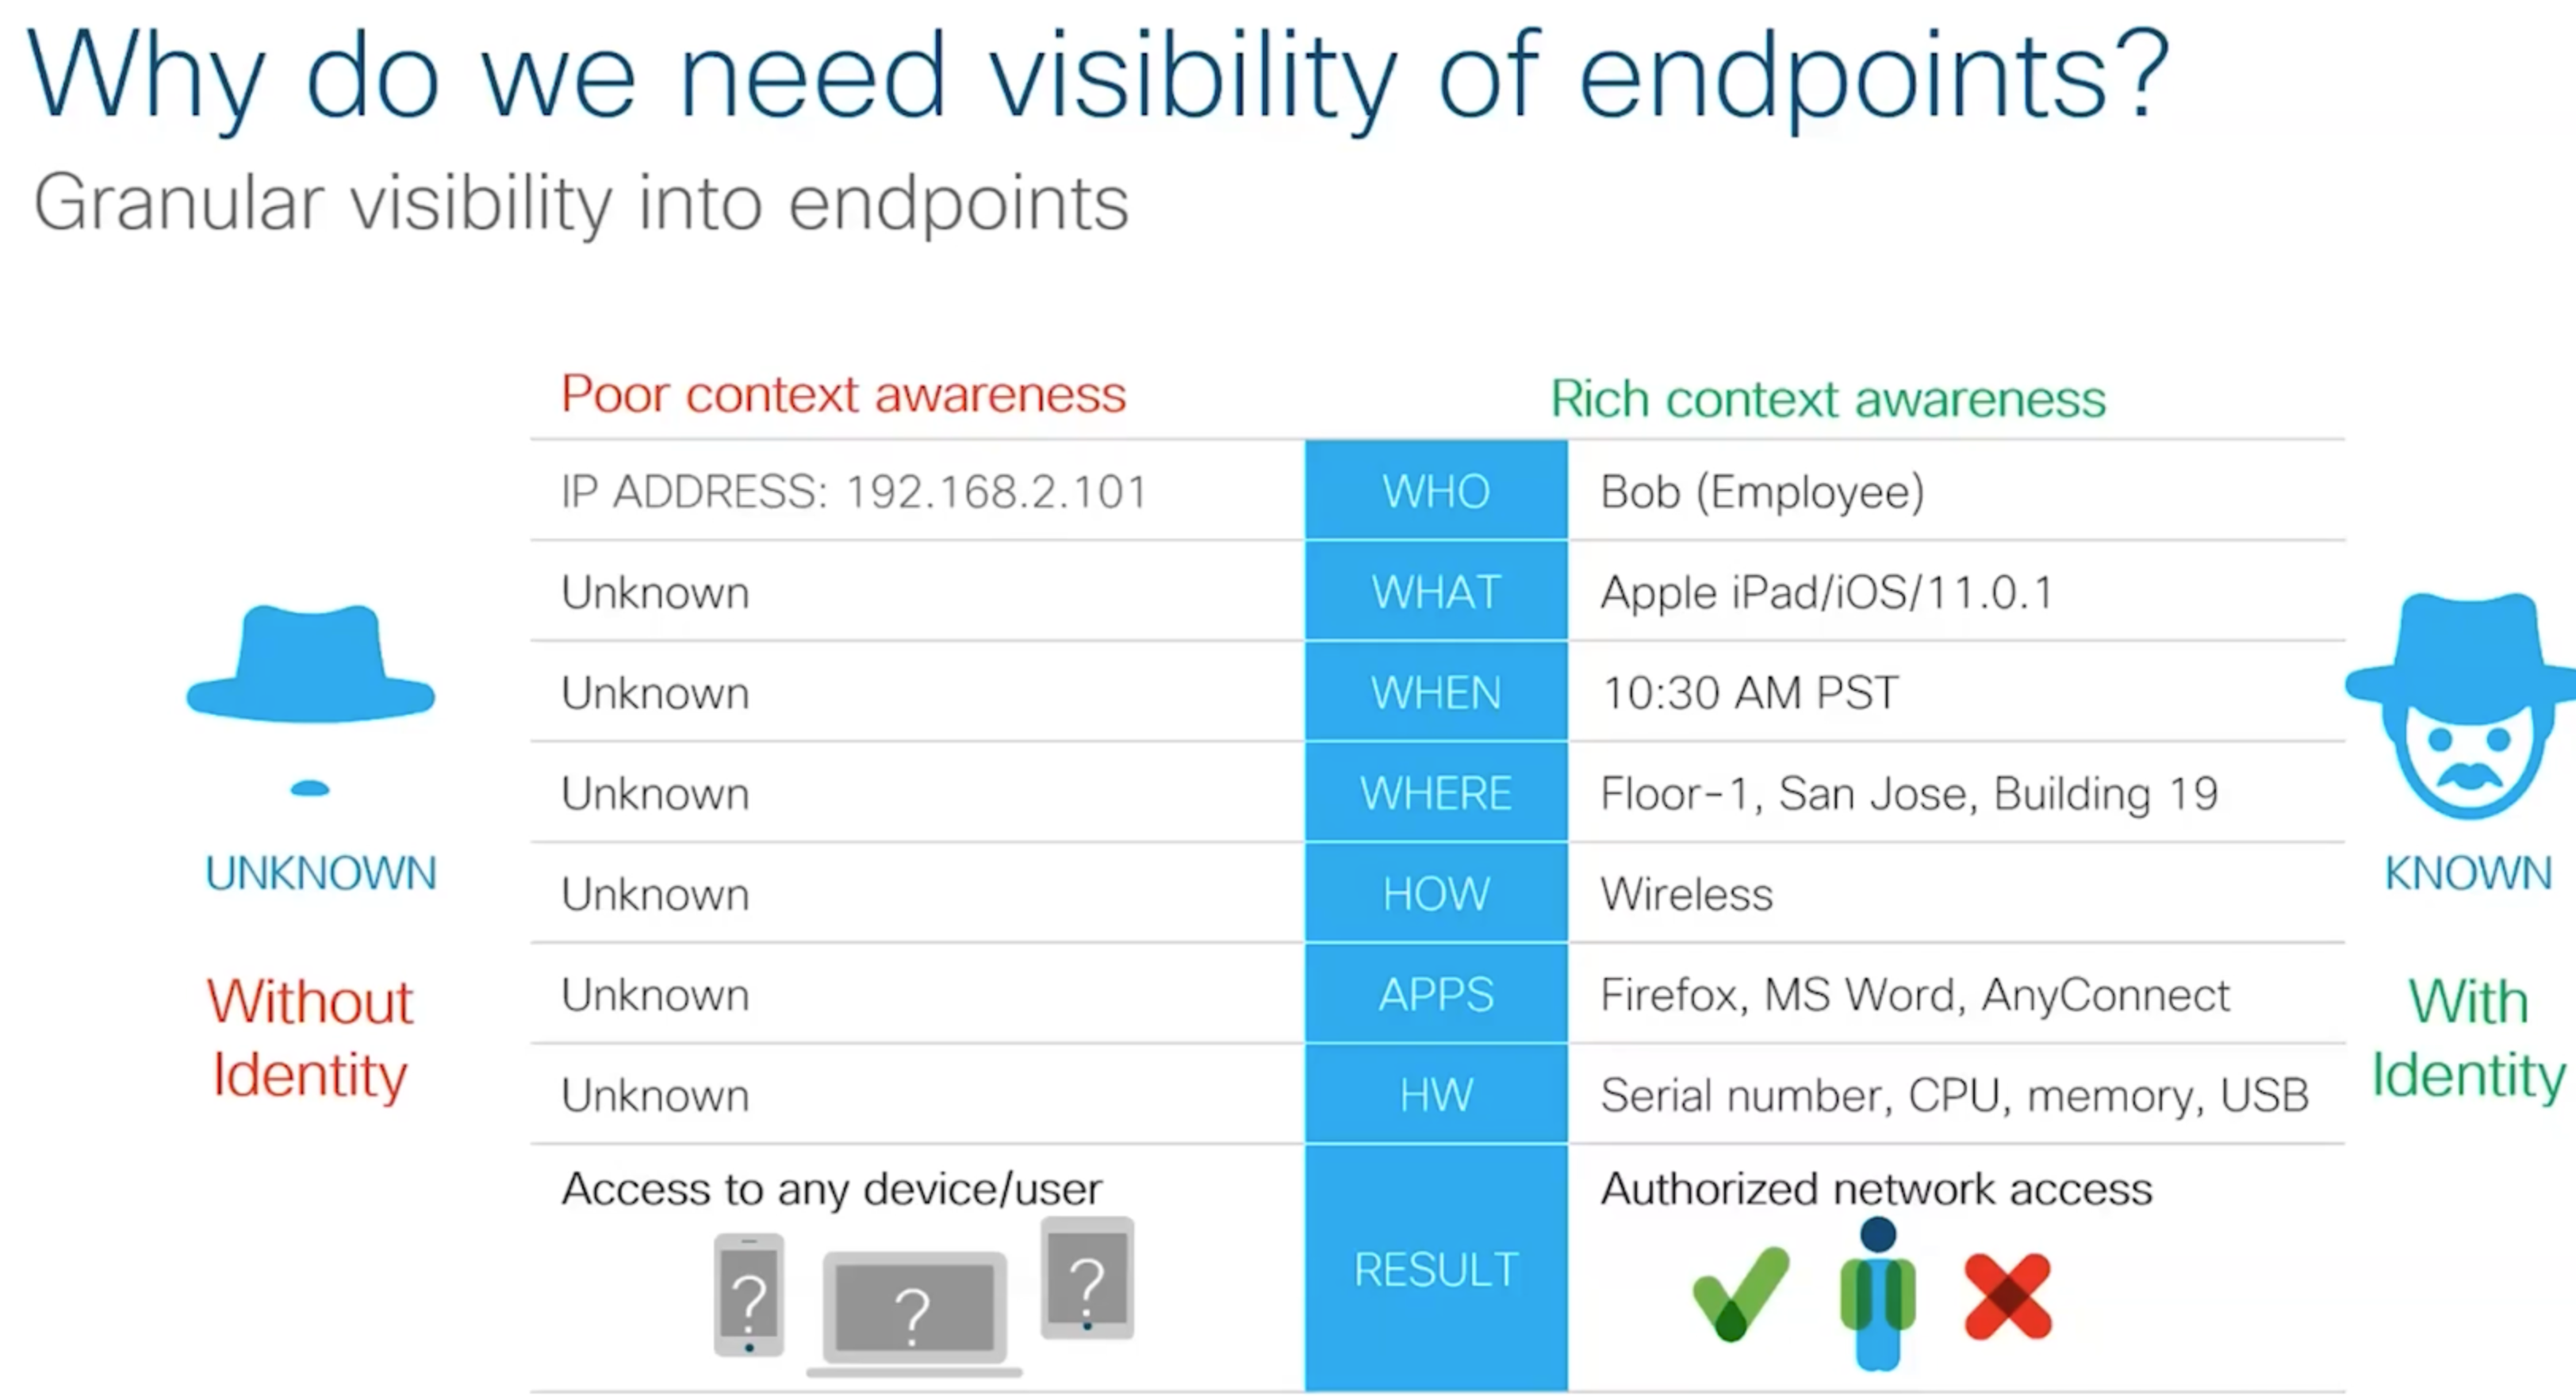 Why do we need visibility of endpoints?
Granular visibility into endpoints
Poor context awareness Rich context awareness
IP ADDRESS: 192.168.2.101 WHO Bob (Employee)
Unknown WHAT Apple iPad/iOS/11.0.1
Unknown WHEN 10:30 AM PST
Unknown WHERE Floor-1, San Jose, Building 19
UNKNOWN KNOWN
Unknown HOW Wireless
Without Identity With Identity
Unknown APPS Firefox, MS Word, AnyConnect
Unknown HW Serial number, CPU, memory, USB
Access to any device/user RESULT Authorized network access
? ? ?